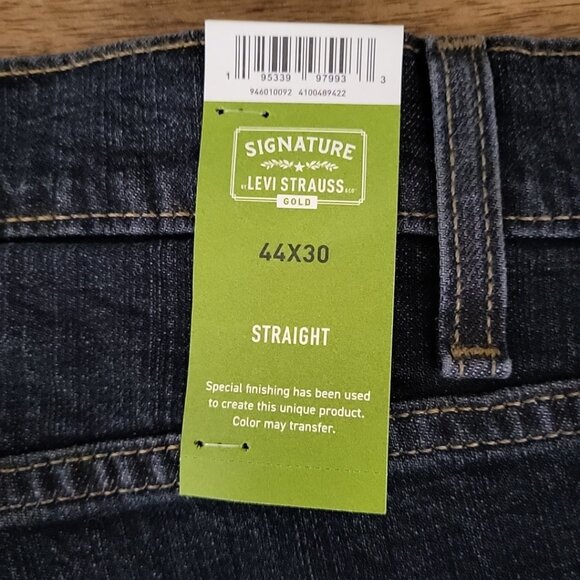 1 95339 97993 3
946010092 4100489422
SIGNATURE
BY LEVI STRAUSS & CO
GOLD
44X30
STRAIGHT
Special finishing has been used
to create this unique product.
Color may transfer.